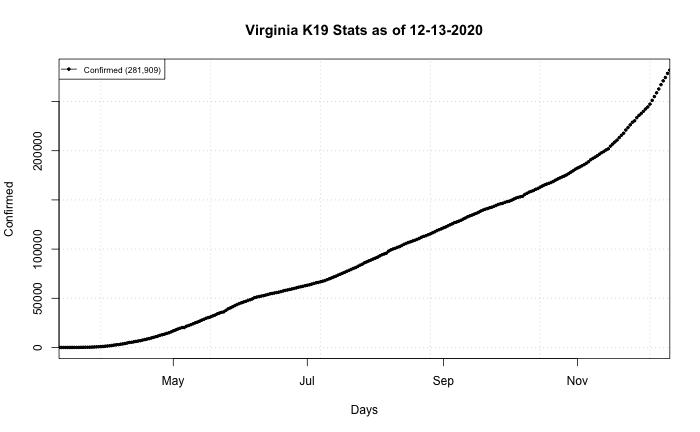 Virginia K19 Stats as of 12-13-2020
Confirmed (281,909)
Confirmed
200000
100000
50000
0
May Jul Sep Nov
Days